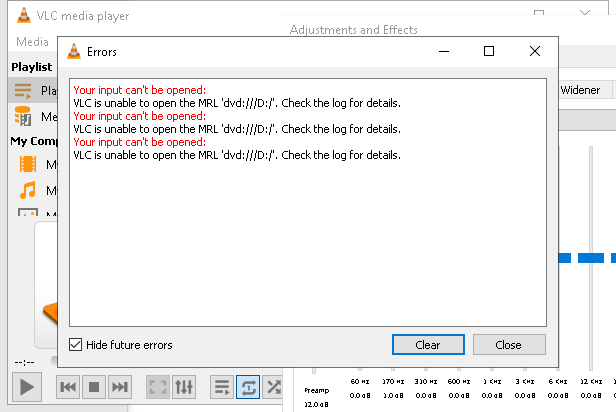 VLC media player
Adjustments and Effects
Media
Errors
Playlist
Widener
Your input can't be opened:
VLC is unable to open the MRL 'dvd:///D:/'. Check the log for details.
Your input can't be opened:
VLC is unable to open the MRL 'dvd:///D:/'. Check the log for details.
Your input can't be opened:
VLC is unable to open the MRL 'dvd:///D:/'. Check the log for details.
Pla
Me
My Comp
My
My
Hide future errors
Clear
Close
--:--
60 Hz 170 Hz 310 Hz 600 Hz 1 KHz 3 KHz 6 KHz 12 KHz
Preamp 0.0 dB 1.0 dB 0.0 dB 0.0 dB 0.0 dB 0.0 dB 0.0 dB 0.0 dB
12.0 dB